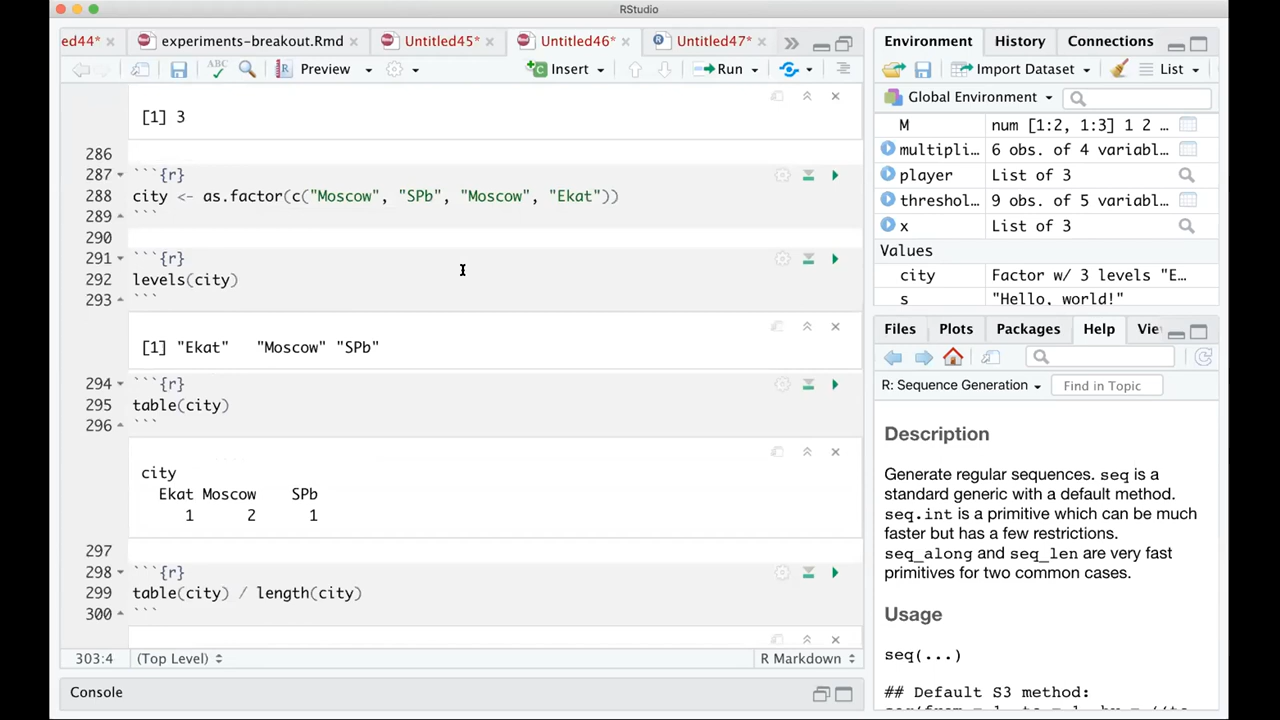 RStudio
ed44* experiments-breakout.Rmd Untitled45* Untitled46* Untitled47*
Environment History Connections
ABC Preview Insert Run
Import Dataset List
Global Environment
[1] 3
M num [1:2, 1:3] 1 2 …
286
multipli… 6 obs. of 4 variabl…
287 ```{r}
player List of 3
288 city <- as.factor(c("Moscow", "SPb", "Moscow", "Ekat"))
threshol… 9 obs. of 5 variabl…
289 ```
x List of 3
290
Values
291 ```{r}
city Factor w/ 3 levels "E…
292 levels(city)
s "Hello, world!"
293 ```
Files Plots Packages Help Vie
[1] "Ekat" "Moscow" "SPb"
294 ```{r}
R: Sequence Generation Find in Topic
295 table(city)
296 ```
Description
city
Ekat Moscow SPb
1 2 1
Generate regular sequences. seq is a
standard generic with a default method.
seq.int is a primitive which can be much
faster but has a few restrictions.
seq_along and seq_len are very fast
primitives for two common cases.
297
298 ```{r}
299 table(city) / length(city)
300 ```
Usage
seq(...)
303:4 (Top Level) R Markdown
Console
## Default S3 method: